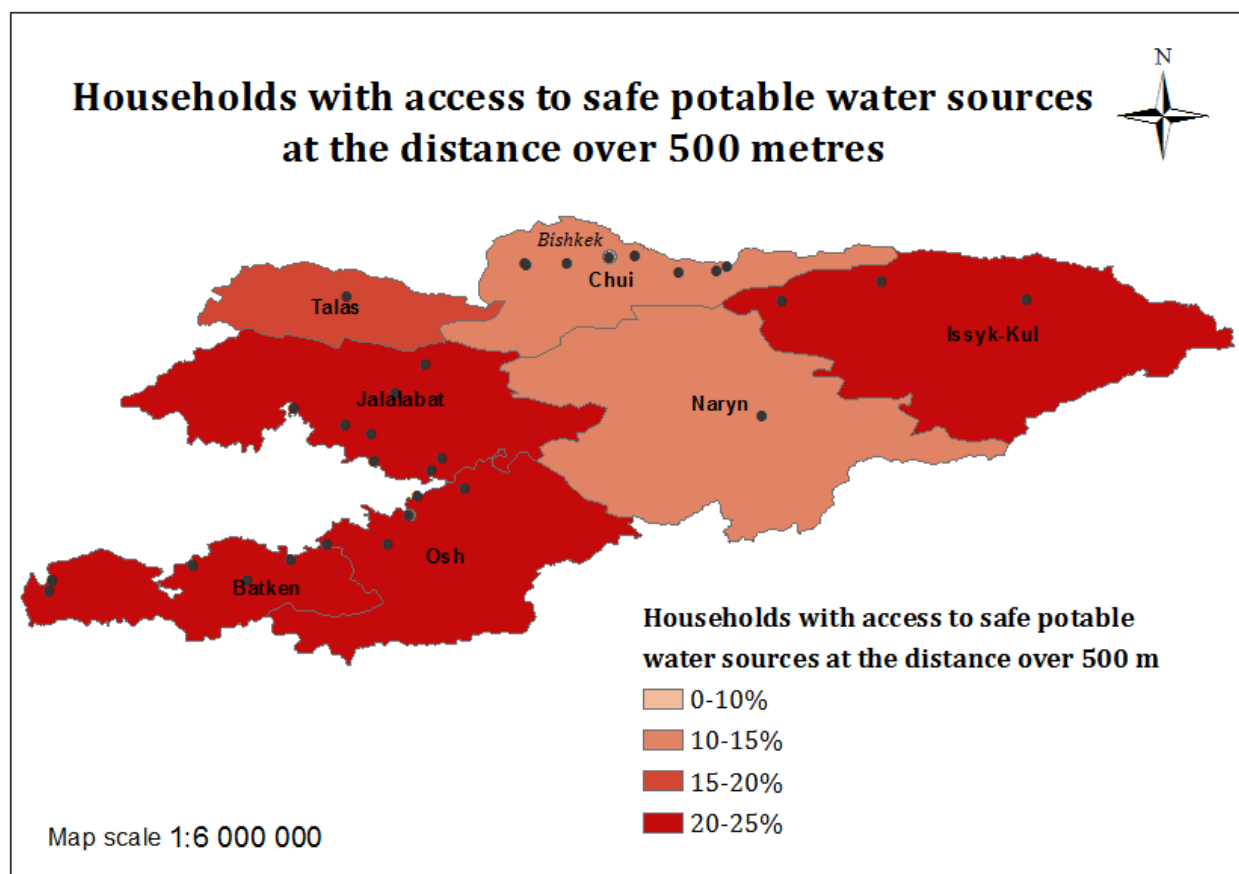 N
Households with access to safe potable water sources
at the distance over 500 metres
Bishkek
Chui
Talas
Issyk-Kul
Jalalabat
Naryn
Osh
Batken
Households with access to safe potable
water sources at the distance over 500 m
0-10%
10-15%
15-20%
20-25%
Map scale 1:6 000 000